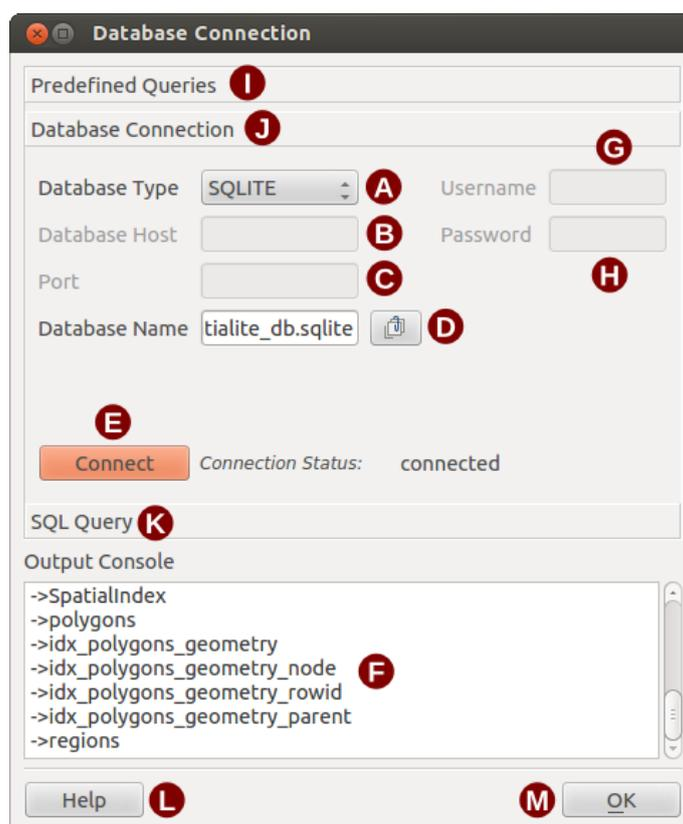 Database Connection
Predefined Queries I
Database Connection J
G
Database Type SQLITE A Username
Database Host B Password
Port C H
Database Name tialite_db.sqlite D
E
Connect Connection Status: connected
SQL Query K
Output Console
->SpatialIndex
->polygons
->idx_polygons_geometry
->idx_polygons_geometry_node F
->idx_polygons_geometry_rowid
->idx_polygons_geometry_parent
->regions
Help L M OK